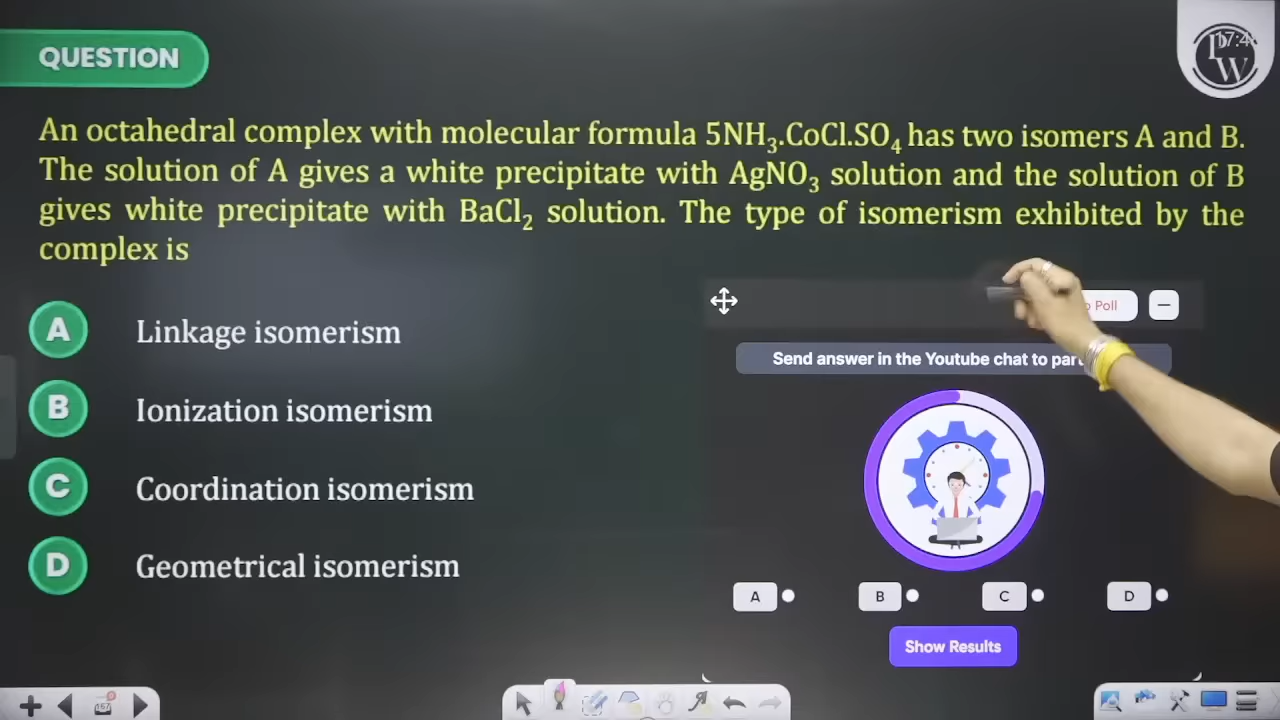 QUESTION
17:4
W
An octahedral complex with molecular formula 5NH₃.CoCl.SO₄ has two isomers A and B.
The solution of A gives a white precipitate with AgNO₃ solution and the solution of B
gives white precipitate with BaCl₂ solution. The type of isomerism exhibited by the
complex is
A Linkage isomerism
B Ionization isomerism
C Coordination isomerism
D Geometrical isomerism
Poll
Send answer in the Youtube chat to
A B C D
Show Results
167